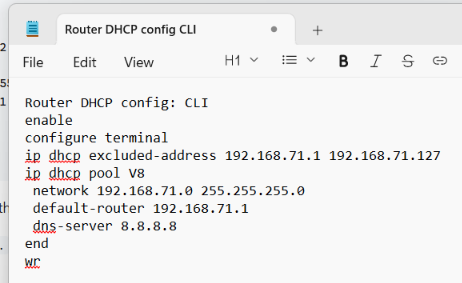 Router DHCP config CLI
File Edit View H1 B I S
Router DHCP config: CLI
enable
configure terminal
ip dhcp excluded-address 192.168.71.1 192.168.71.127
ip dhcp pool V8
 network 192.168.71.0 255.255.255.0
 default-router 192.168.71.1
 dns-server 8.8.8.8
end
wr